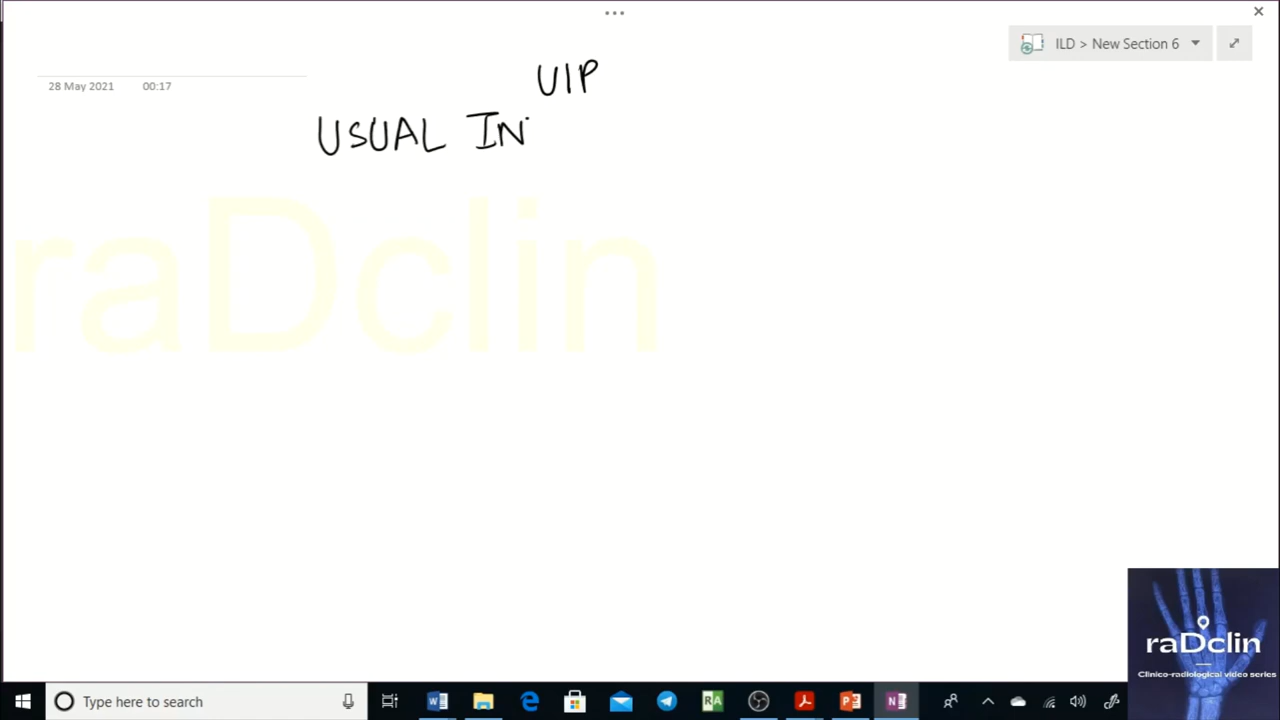 ILD > New Section 6
28 May 2021 00:17
UIP
USUAL IN
raDclin
raDclin
Clinico-radiological video series
Type here to search